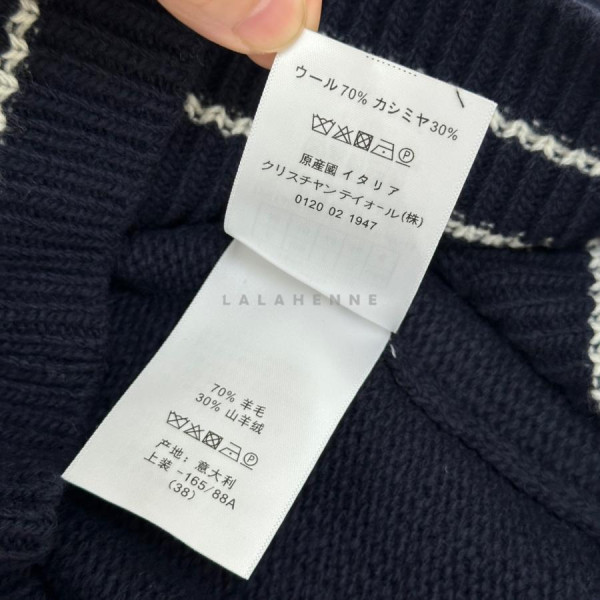 ウール70% カシミヤ30%
原産國 イタリア
クリスチャンディオール(株)
0120 02 1947
LALAHENNE
70% 羊毛
30% 山羊绒
产地: 意大利
上装 -165/88A
(38)